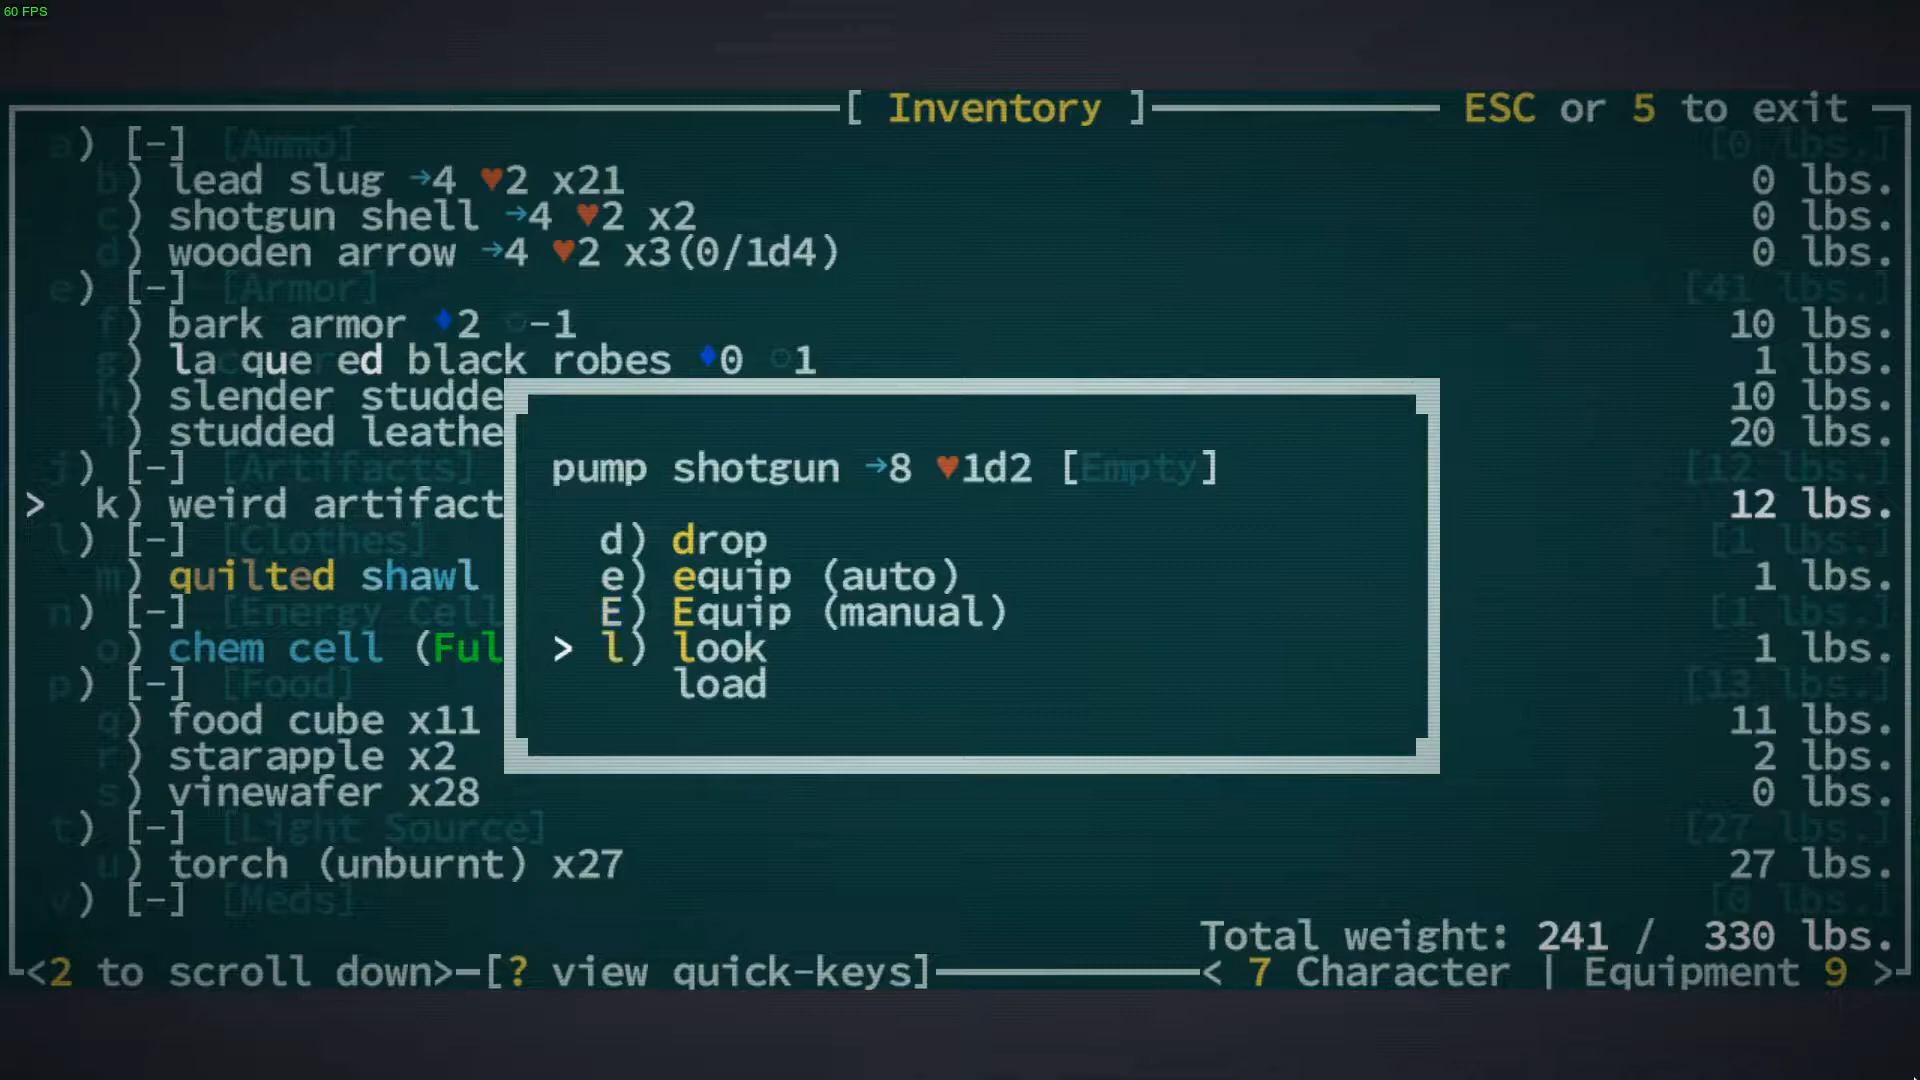 60 FPS
[ Inventory ] ESC or 5 to exit
a) [-] [Ammo] [0 lbs.]
b) lead slug →4 ♥2 x21 0 lbs.
c) shotgun shell →4 ♥2 x2 0 lbs.
d) wooden arrow →4 ♥2 x3(0/1d4) 0 lbs.
e) [-] [Armor] [41 lbs.]
f) bark armor ♦2 ○-1 10 lbs.
g) lacquered black robes ♦0 ○1 1 lbs.
h) slender studde 10 lbs.
i) studded leathe 20 lbs.
j) [-] [Artifacts] [12 lbs.]
> k) weird artifact 12 lbs.
l) [-] [Clothes] [1 lbs.]
m) quilted shawl 1 lbs.
n) [-] [Energy Cell [1 lbs.]
o) chem cell (Ful 1 lbs.
p) [-] [Food] [13 lbs.]
q) food cube x11 11 lbs.
r) starapple x2 2 lbs.
s) vinewafer x28 0 lbs.
t) [-] [Light Source] [27 lbs.]
u) torch (unburnt) x27 27 lbs.
v) [-] [Meds] [0 lbs.]
pump shotgun →8 ♥1d2 [Empty]
d) drop
e) equip (auto)
E) Equip (manual)
> l) look
load
Total weight: 241 / 330 lbs.
<2 to scroll down> [? view quick-keys] < 7 Character | Equipment 9 >